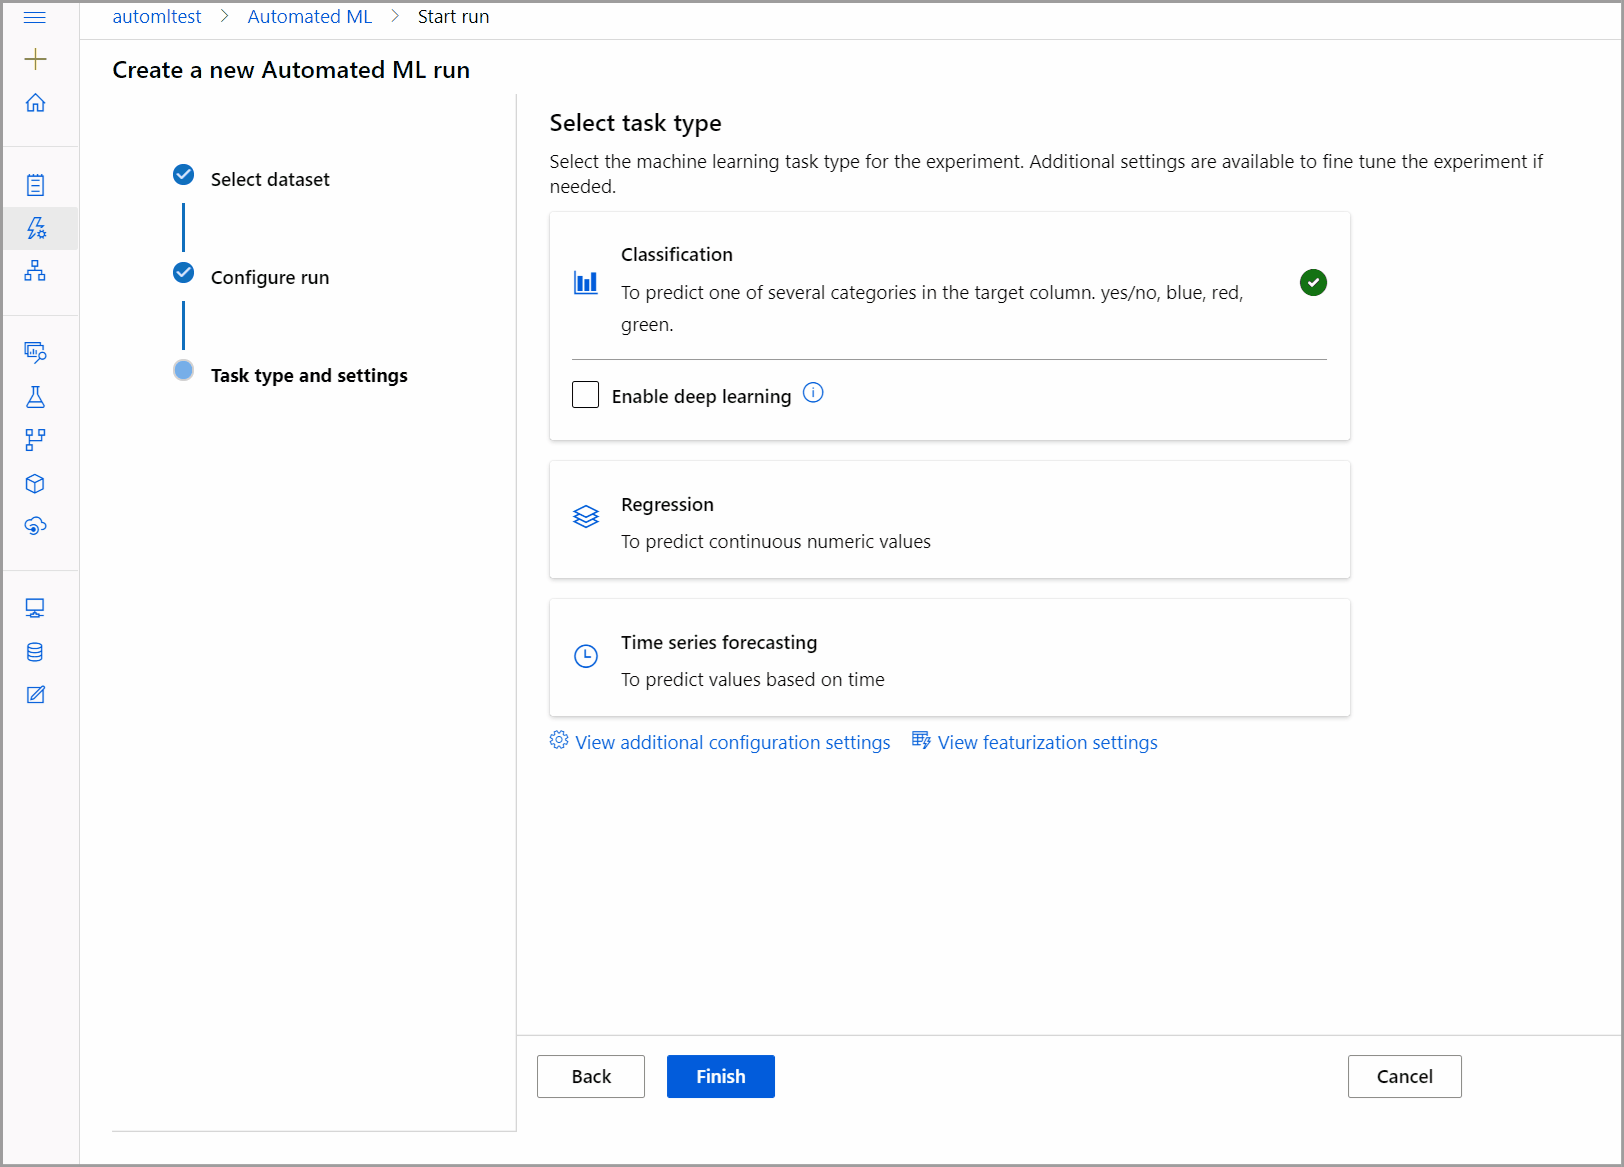 automltest > Automated ML > Start run
Create a new Automated ML run
Select dataset
Configure run
Task type and settings
Select task type
Select the machine learning task type for the experiment. Additional settings are available to fine tune the experiment if
needed.
Classification
To predict one of several categories in the target column. yes/no, blue, red,
green.
Enable deep learning
Regression
To predict continuous numeric values
Time series forecasting
To predict values based on time
View additional configuration settings View featurization settings
Back Finish Cancel